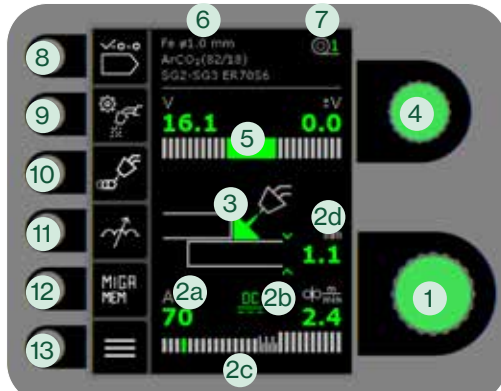 6
7
8
Fe ø1.0 mm
1
ArCO₂(82/18)
SG2-SG3 ER70S6
9
V
±V
4
16.1
0.0
5
10
3
2d
11
1.1
MIGA
MEM
12
A
2a
DC
2b
m
min
1
70
2.4
13
2c